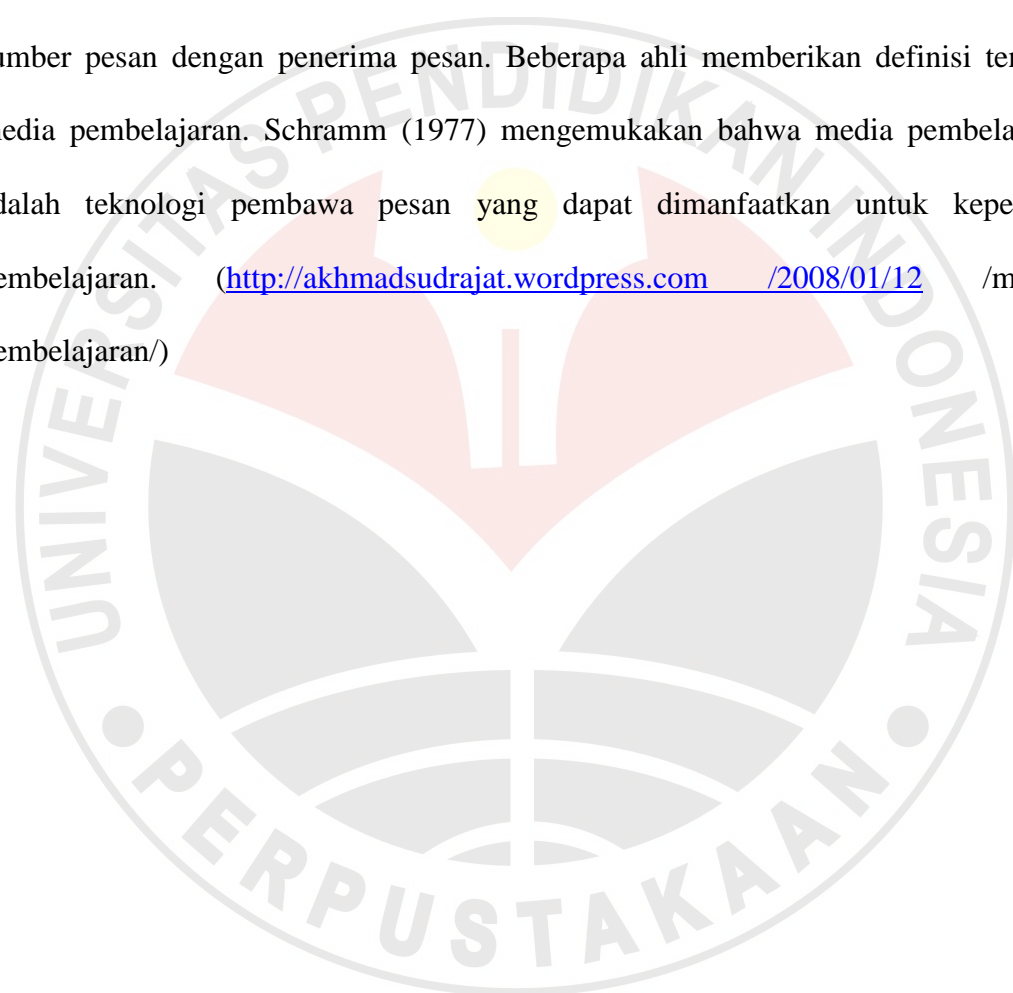 umber pesan dengan penerima pesan. Beberapa ahli memberikan definisi ter
media pembelajaran. Schramm (1977) mengemukakan bahwa media pembela
dalah teknologi pembawa pesan yang dapat dimanfaatkan untuk kepe
embelajaran. (http://akhmadsudrajat.wordpress.com /2008/01/12 /m
embelajaran/)
UNIVERSITAS PENDIDIKAN INDONESIA
PERPUSTAKAAN